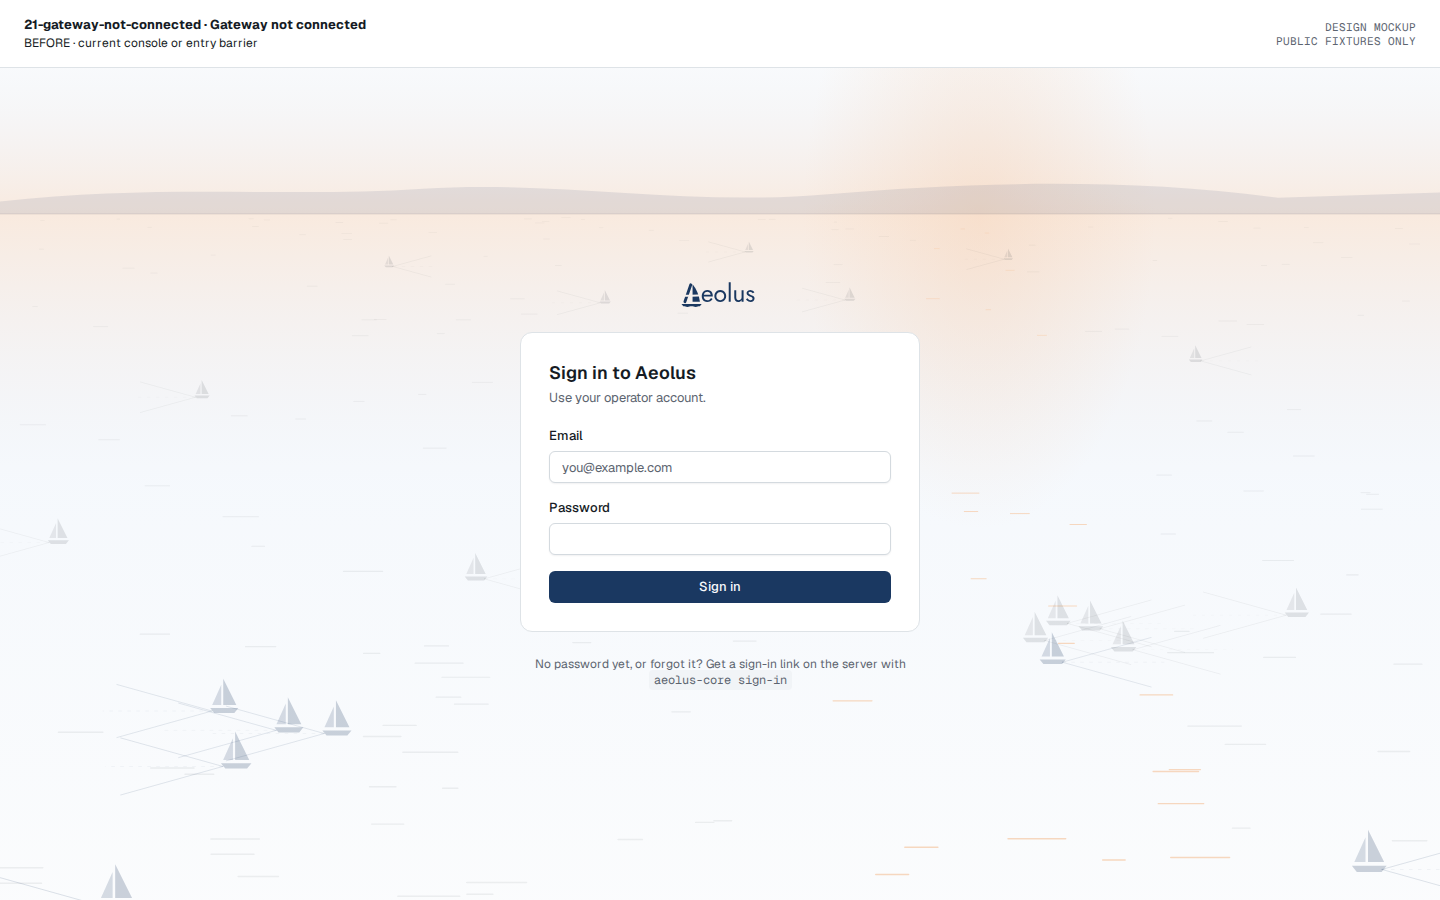 21-gateway-not-connected · Gateway not connected
BEFORE · current console or entry barrier
DESIGN MOCKUP
PUBLIC FIXTURES ONLY
Aeolus
Sign in to Aeolus
Use your operator account.
Email
you@example.com
Password
Sign in
No password yet, or forgot it? Get a sign-in link on the server with
aeolus-core sign-in